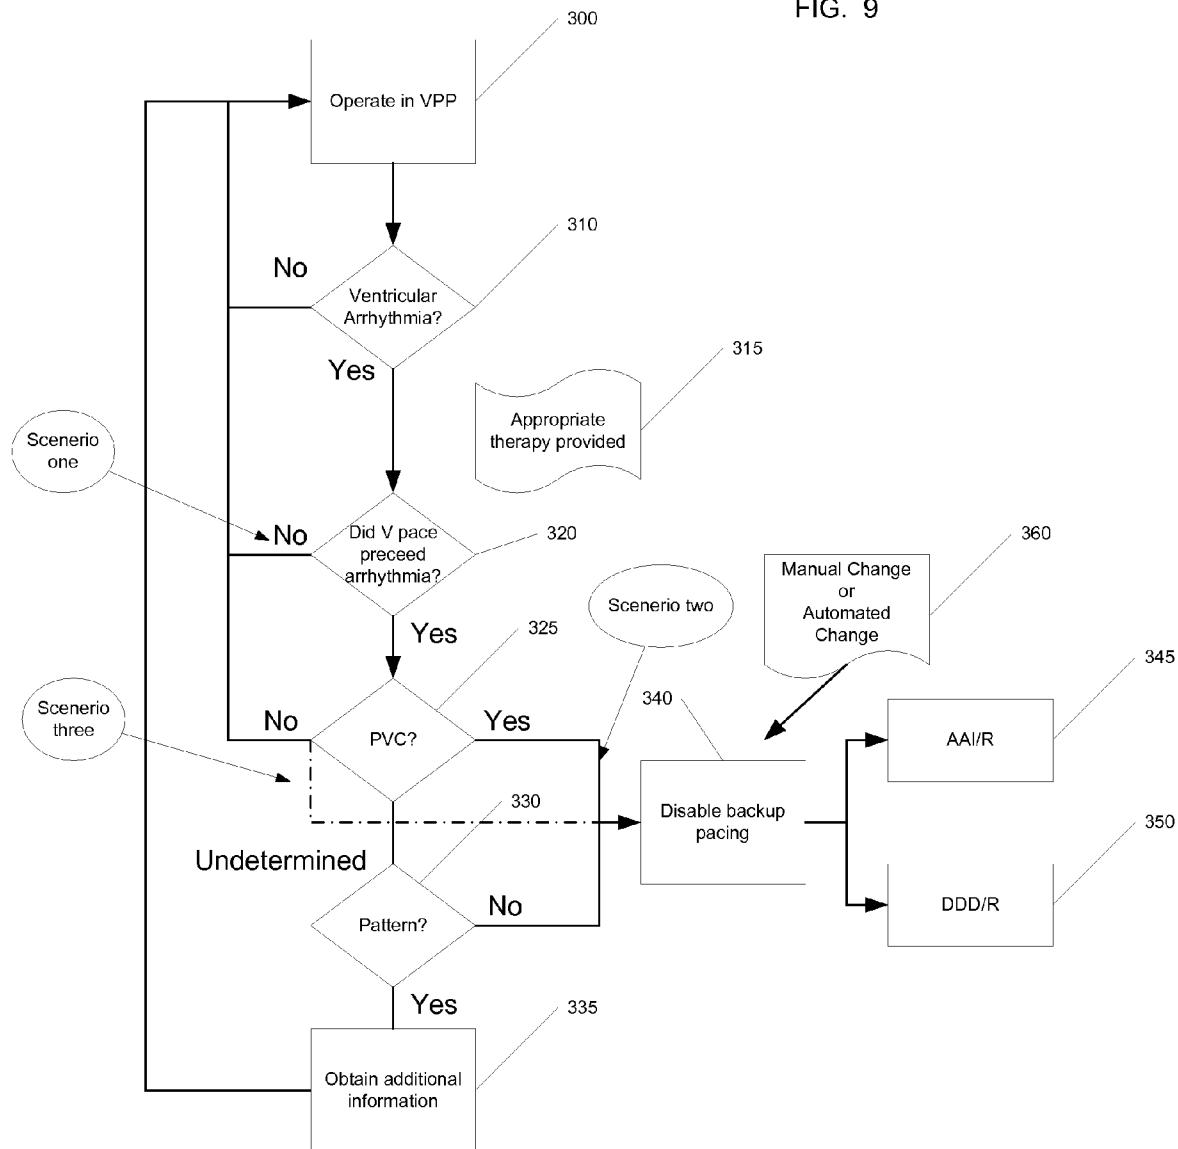 FIG. 9
300
Operate in VPP
310
No
Ventricular
Arrhythmia?
Yes
315
Appropriate
therapy provided
Scenerio
one
No
Did V pace
preceed
arrhythmia?
320
360
Manual Change
or
Automated
Change
Scenerio two
Yes
325
345
Scenerio
three
No
PVC?
Yes
340
AAI/R
330
Disable backup
pacing
350
Undetermined
Pattern?
No
DDD/R
Yes
335
Obtain additional
information